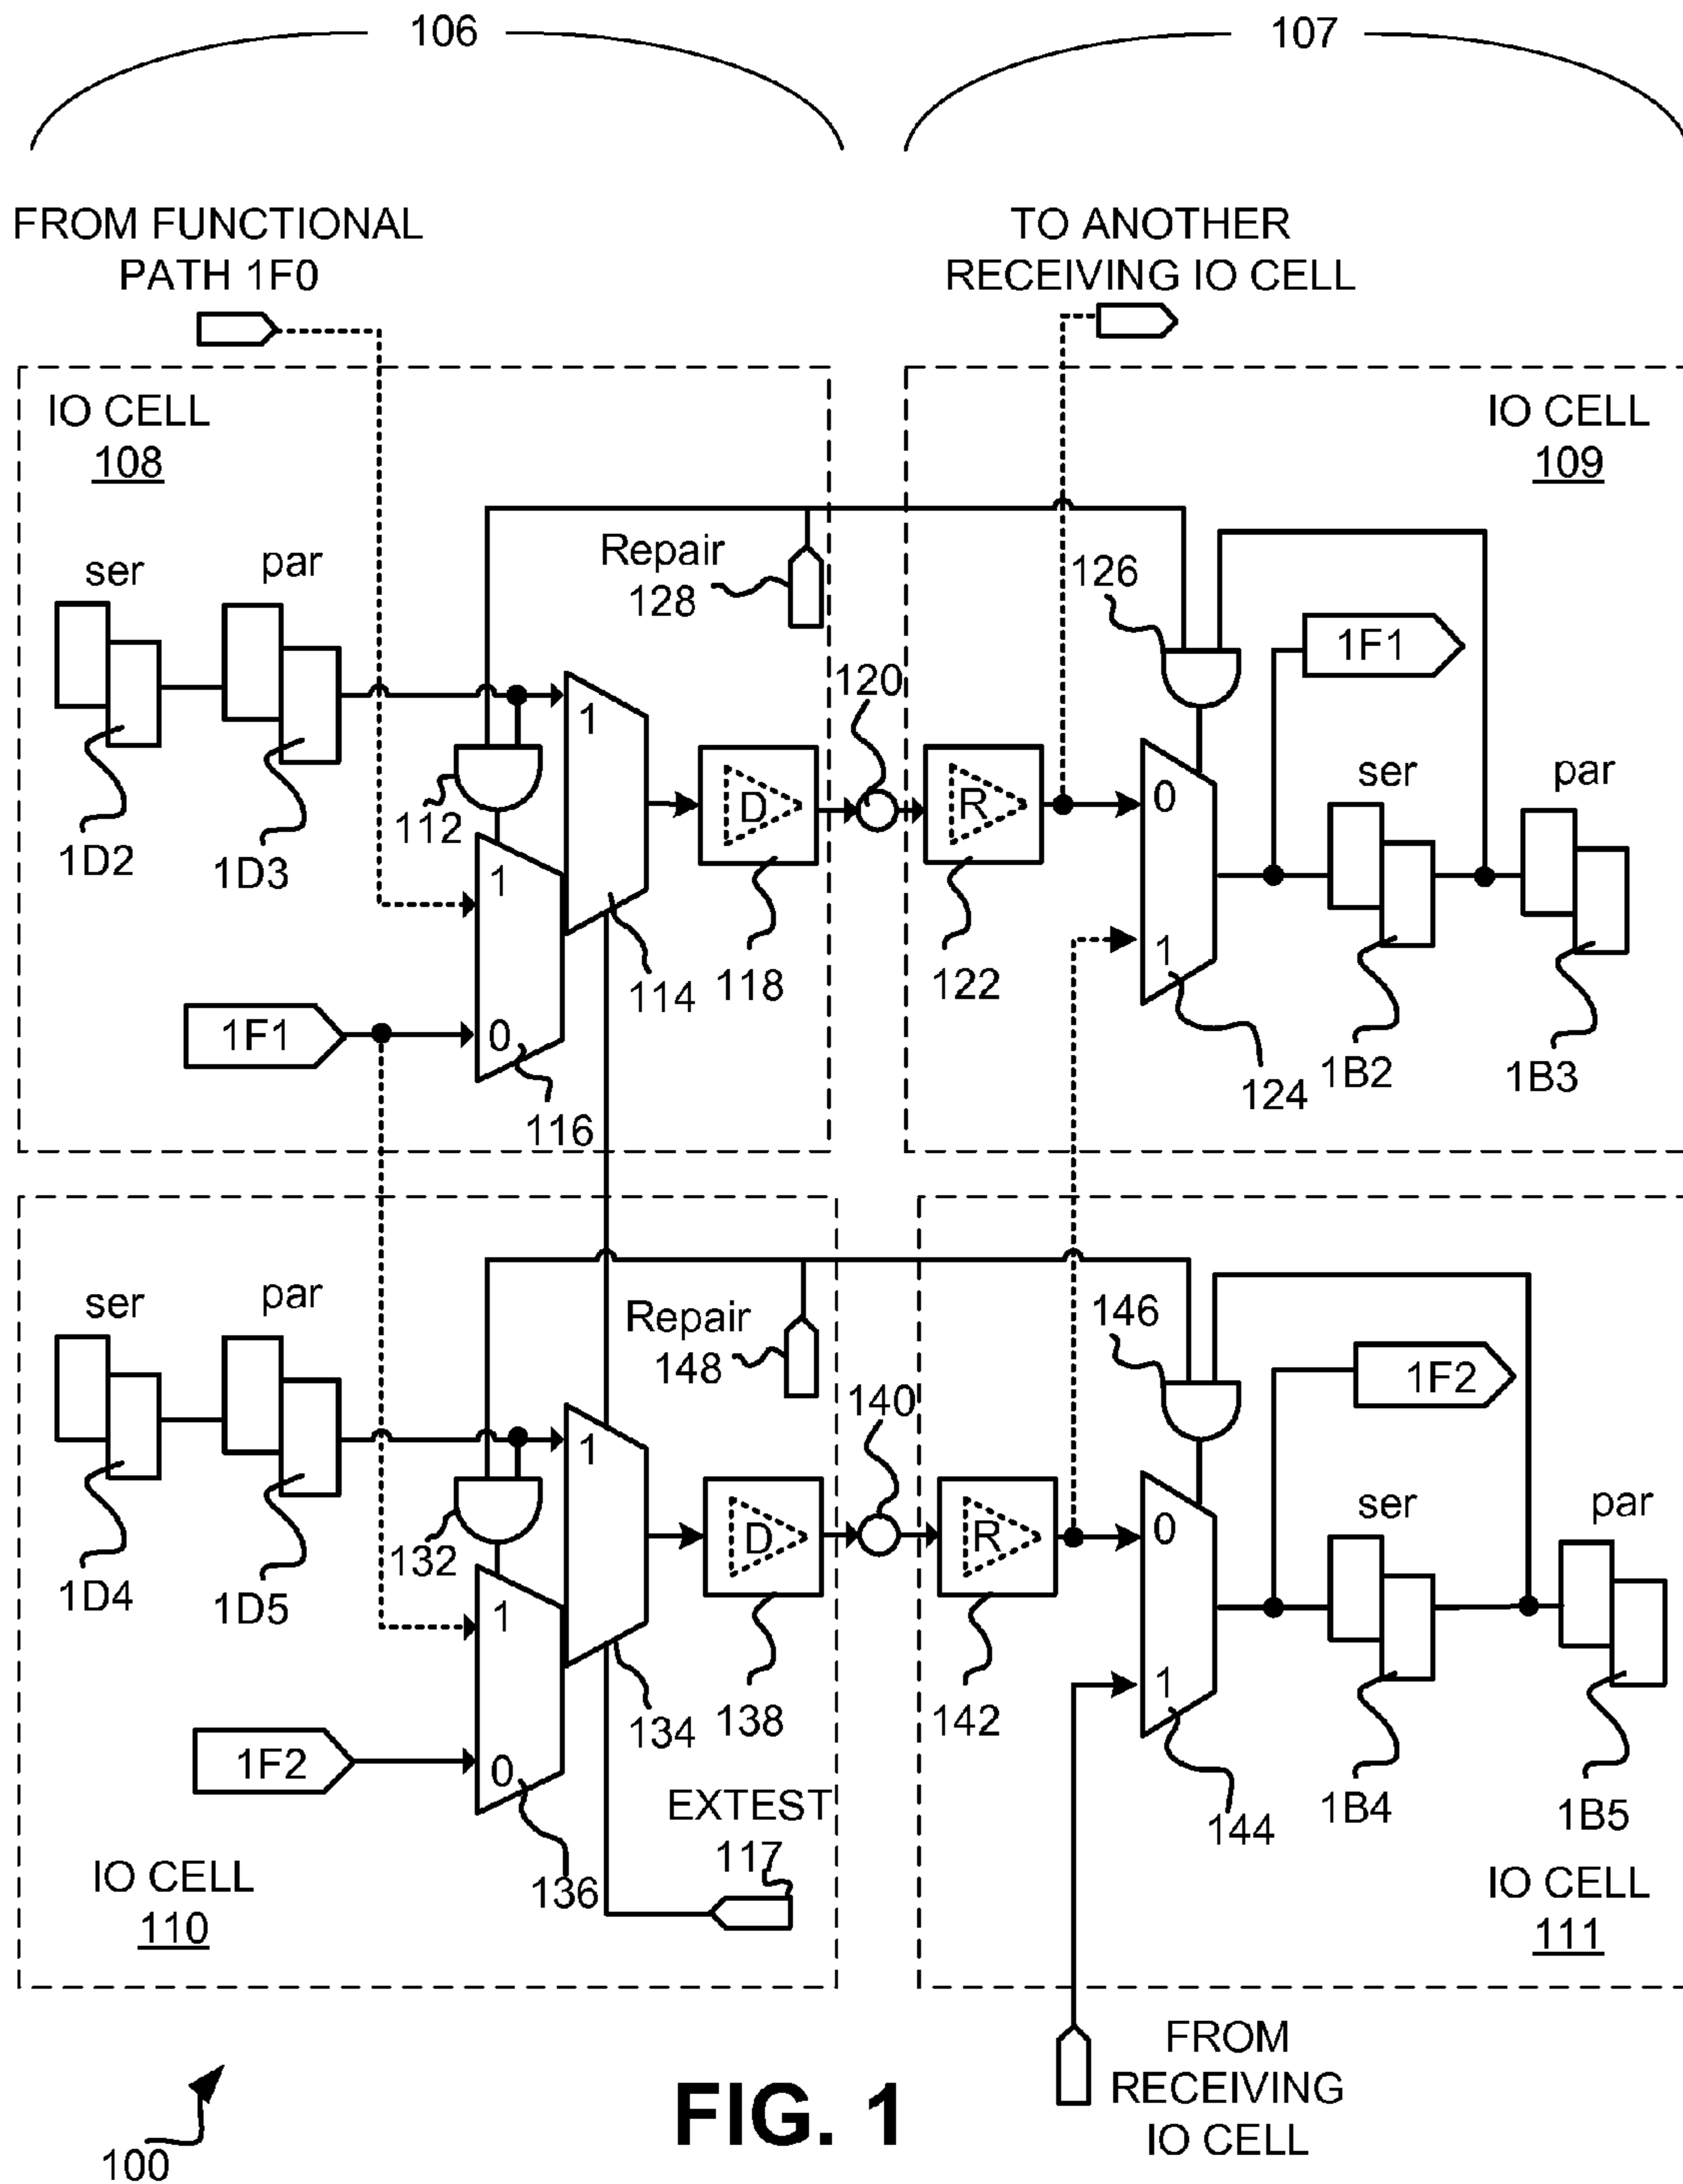 106
107
FROM FUNCTIONAL
PATH 1F0
TO ANOTHER
RECEIVING IO CELL
IO CELL
108
IO CELL
109
ser
par
Repair
128
126
1F1
120
1
D
R
0
ser
par
112
1D2
1D3
1
114
118
122
1
1F1
0
116
124
1B2
1B3
ser
par
Repair
148
146
1F2
140
1
D
R
0
ser
par
132
1D4
1D5
1
134
138
142
1
1F2
0
EXTEST
117
136
144
1B4
1B5
IO CELL
110
IO CELL
111
FROM
RECEIVING
IO CELL
FIG. 1
100